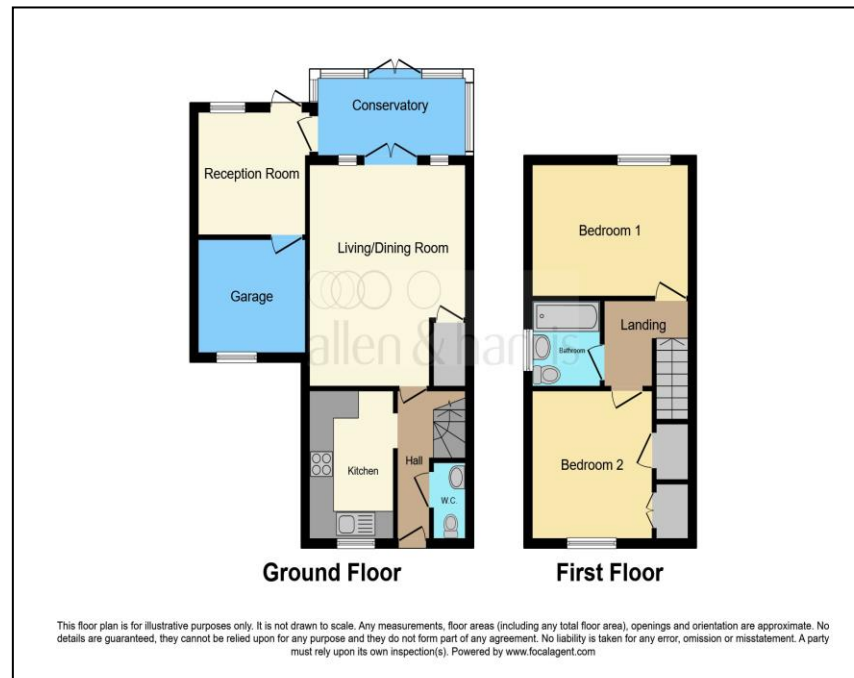 Conservatory
Reception Room
Living/Dining Room
Garage
allen & harris
Kitchen
Hall
W.C.
Ground Floor
Bedroom 1
Landing
Bathroom
Bedroom 2
First Floor
This floor plan is for illustrative purposes only. It is not drawn to scale. Any measurements, floor areas (including any total floor area), openings and orientation are approximate. No
details are guaranteed, they cannot be relied upon for any purpose and they do not form part of any agreement. No liability is taken for any error, omission or misstatement. A party
must rely upon its own inspection(s). Powered by www.focalagent.com